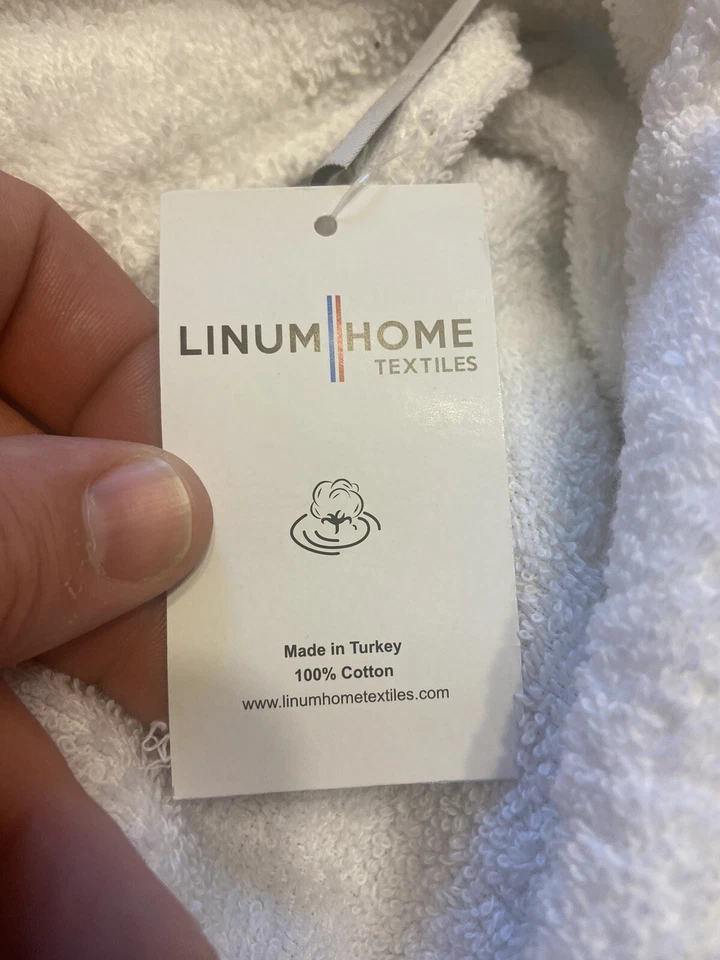 LINUM HOME
TEXTILES
Made in Turkey
100% Cotton
www.linumhometextiles.com